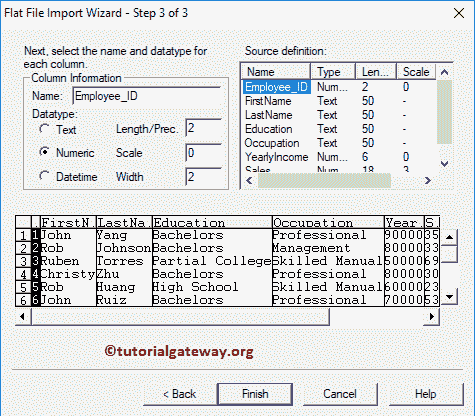 Flat File Import Wizard - Step 3 of 3
Next, select the name and datatype for
each column.
Column Information
Name: Employee_ID
Datatype:
Text Length/Prec. 2
Numeric Scale 0
Datetime Width 2
Source definition:
Name Type Len... Scale
Employee_ID Num... 2 0
FirstName Text 50 -
LastName Text 50 -
Education Text 50 -
Occupation Text 50 -
YearlyIncome Num... 6 0
Sales Num... 18 3
FirstN. LastNa. Education Occupation Year S
1 1 John Yang Bachelors Professional 90000 35
2 2 Rob Johnson Bachelors Management 80000 33
3 3 Ruben Torres Partial College Skilled Manual 50000 69
4 4 Christy Zhu Bachelors Professional 80000 30
5 5 Rob Huang High School Skilled Manual 60000 23
6 6 John Ruiz Bachelors Professional 70000 53
©tutorialgateway.org
< Back Finish Cancel Help